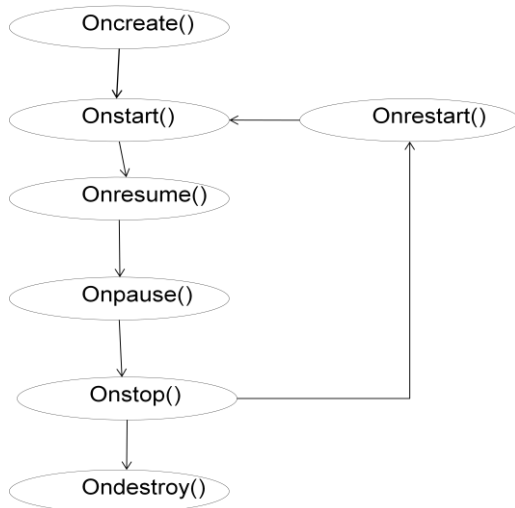 Oncreate()
Onstart()
Onrestart()
Onresume()
Onpause()
Onstop()
Ondestroy()